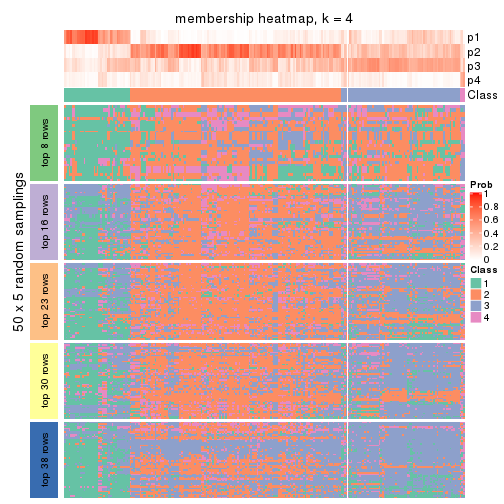 membership heatmap, k = 4
p1
p2
p3
p4
Class
50 x 5 random samplings
top 8 rows
top 16 rows
top 23 rows
top 30 rows
top 38 rows
Prob
1
0.8
0.6
0.4
0.2
0
Class
1
2
3
4